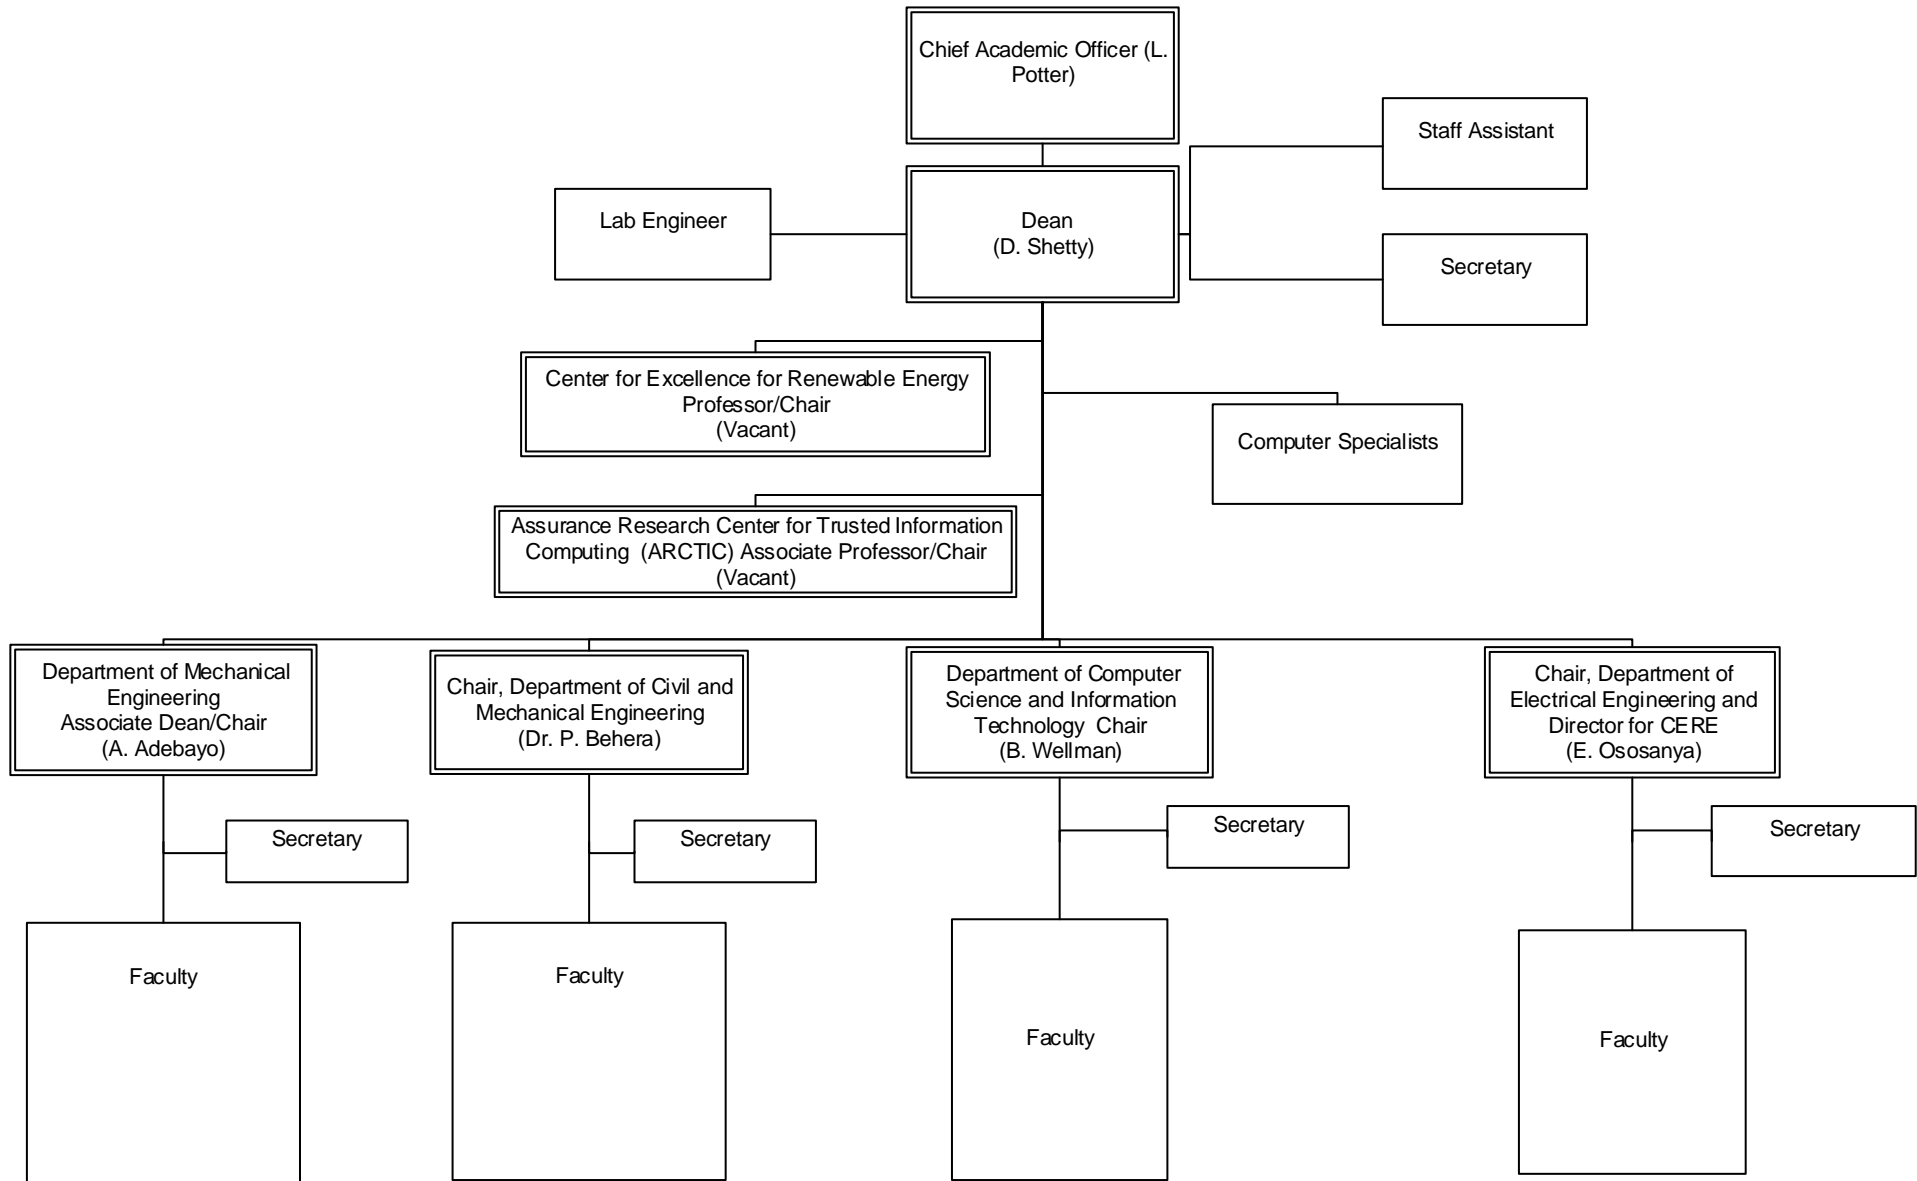 Chief Academic Officer (L.
Potter)
Staff Assistant
Lab Engineer
Dean
(D. Shetty)
Secretary
Center for Excellence for Renewable Energy
Professor/Chair
(Vacant)
Computer Specialists
Assurance Research Center for Trusted Information
Computing (ARCTIC) Associate Professor/Chair
(Vacant)
Department of Mechanical
Engineering
Associate Dean/Chair
(A. Adebayo)
Chair, Department of Civil and
Mechanical Engineering
(Dr. P. Behera)
Department of Computer
Science and Information
Technology Chair
(B. Wellman)
Chair, Department of
Electrical Engineering and
Director for CERE
(E. Ososanya)
Secretary
Secretary
Secretary
Secretary
Faculty
Faculty
Faculty
Faculty